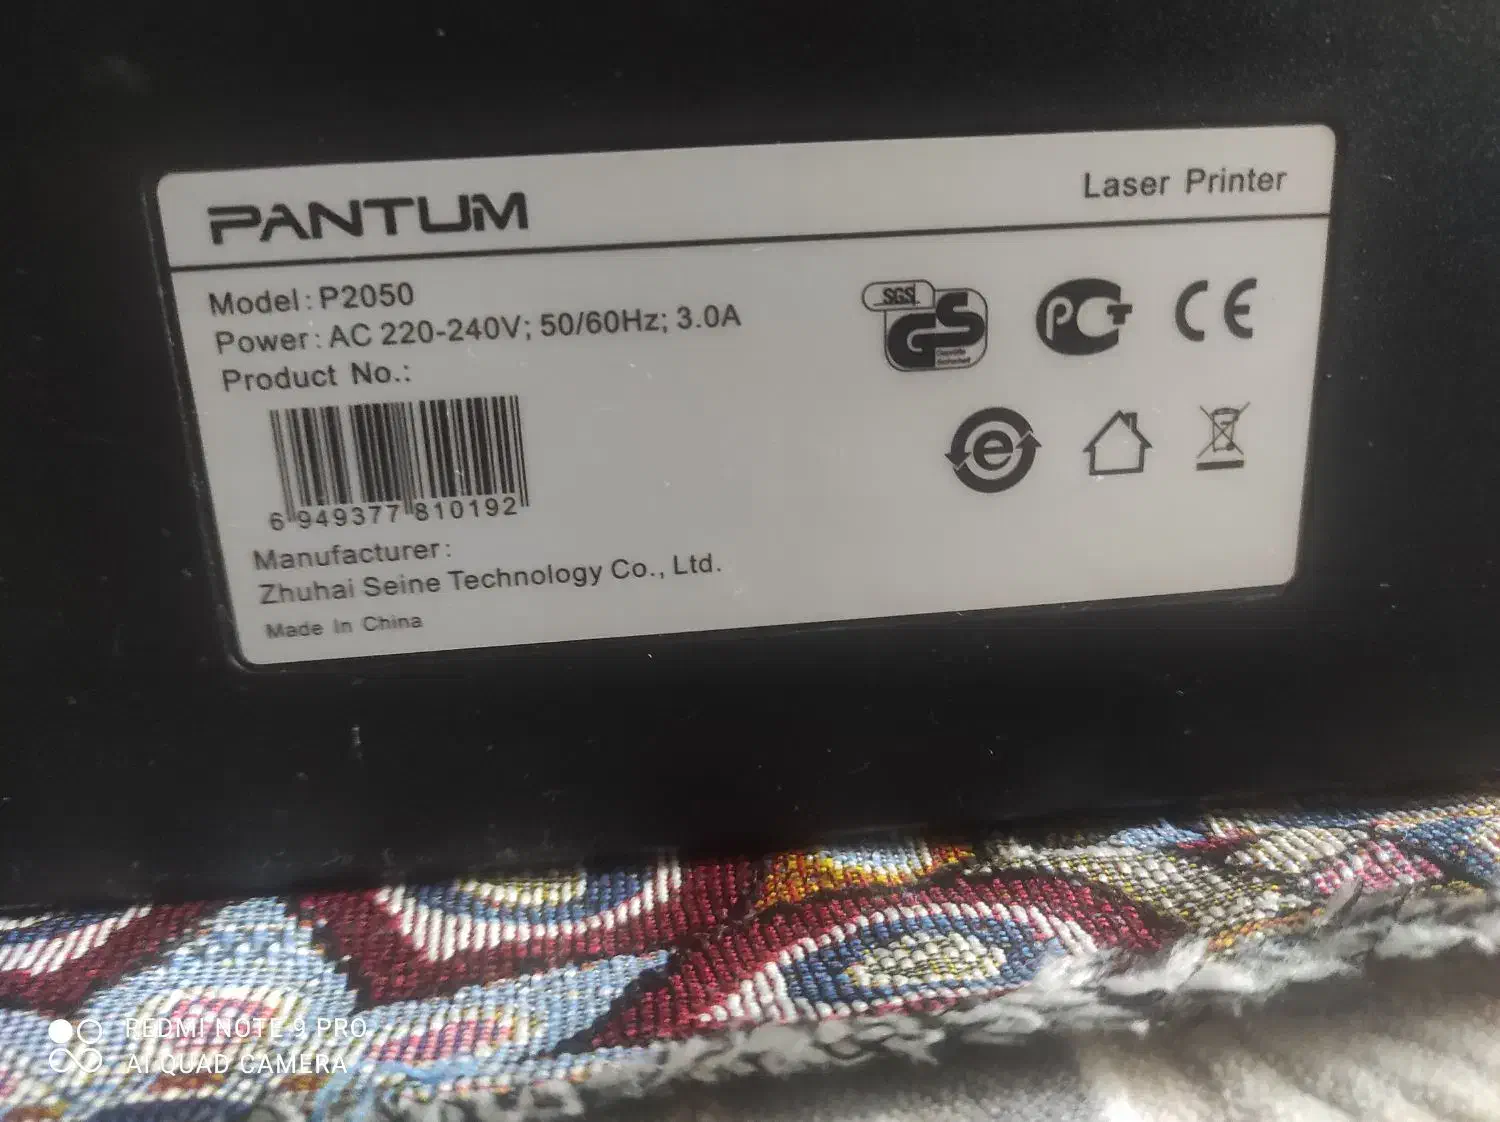 PANTUM
Laser Printer
Model: P2050
Power: AC 220-240V; 50/60Hz; 3.0A
Product No.:
6 949377 810192
Manufacturer:
Zhuhai Seine Technology Co., Ltd.
Made In China
SGS
GS
PCT
CE
e
REDMI NOTE 9 PRO
AI QUAD CAMERA